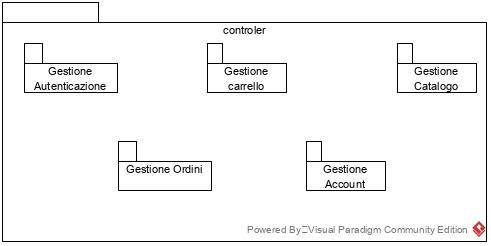 controler
Gestione
Autenticazione
Gestione
carrello
Gestione
Catalogo
Gestione Ordini
Gestione
Account
Powered By Visual Paradigm Community Edition